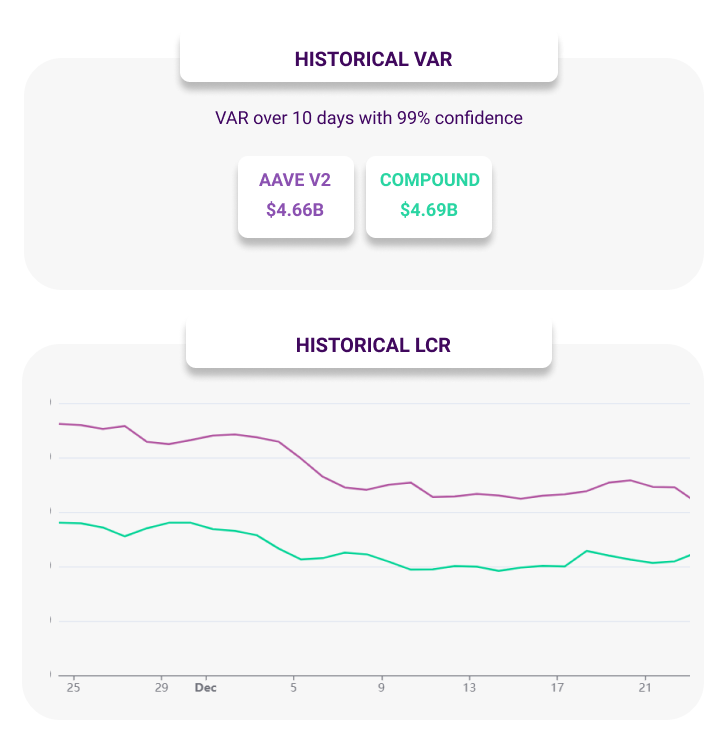 HISTORICAL VAR
VAR over 10 days with 99% confidence
AAVE V2
$4.66B
COMPOUND
$4.69B
HISTORICAL LCR
25 29 Dec 5 9 13 17 21